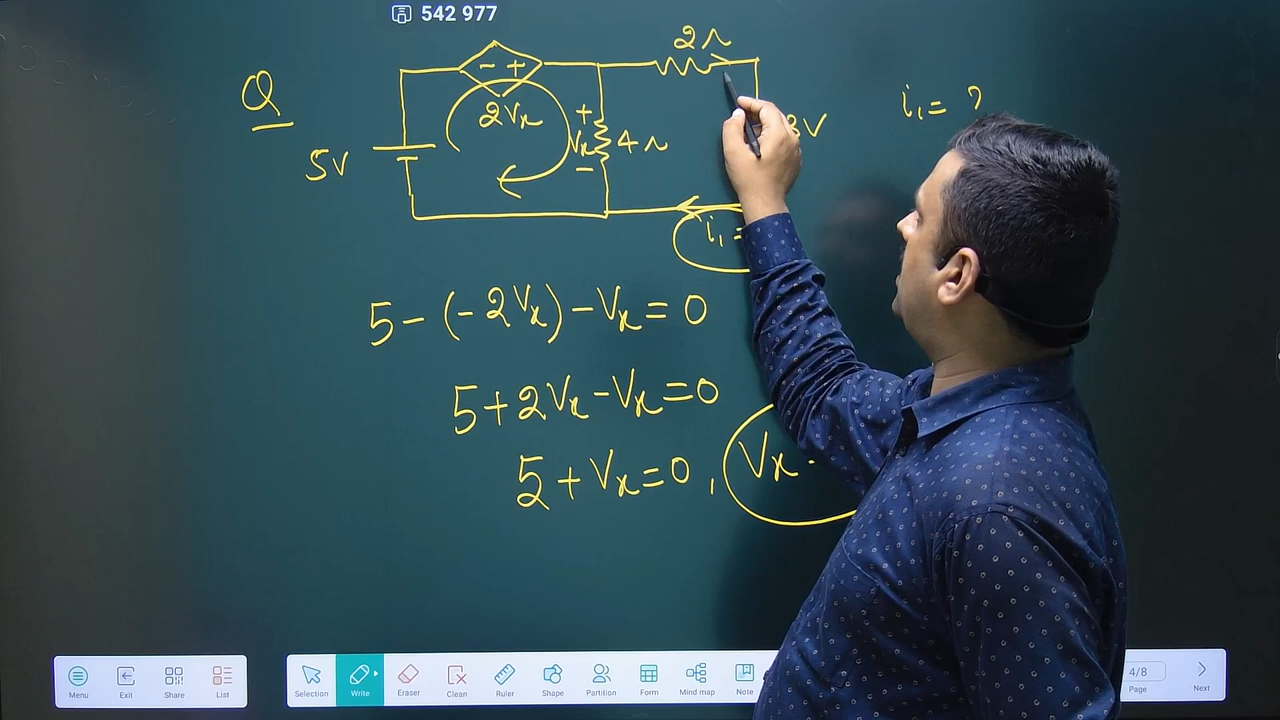 542 977
Q
2Ω
- +
2Vx
+
Vx
-
4Ω
5V
3V
i₁ = ?
i₁ =
5 - (-2Vx) - Vx = 0
5 + 2Vx - Vx = 0
5 + Vx = 0, Vx
Menu Exit Share List
Selection Write Eraser Clean Ruler Shape Partition Form Mind map Note
4/8
Page Next